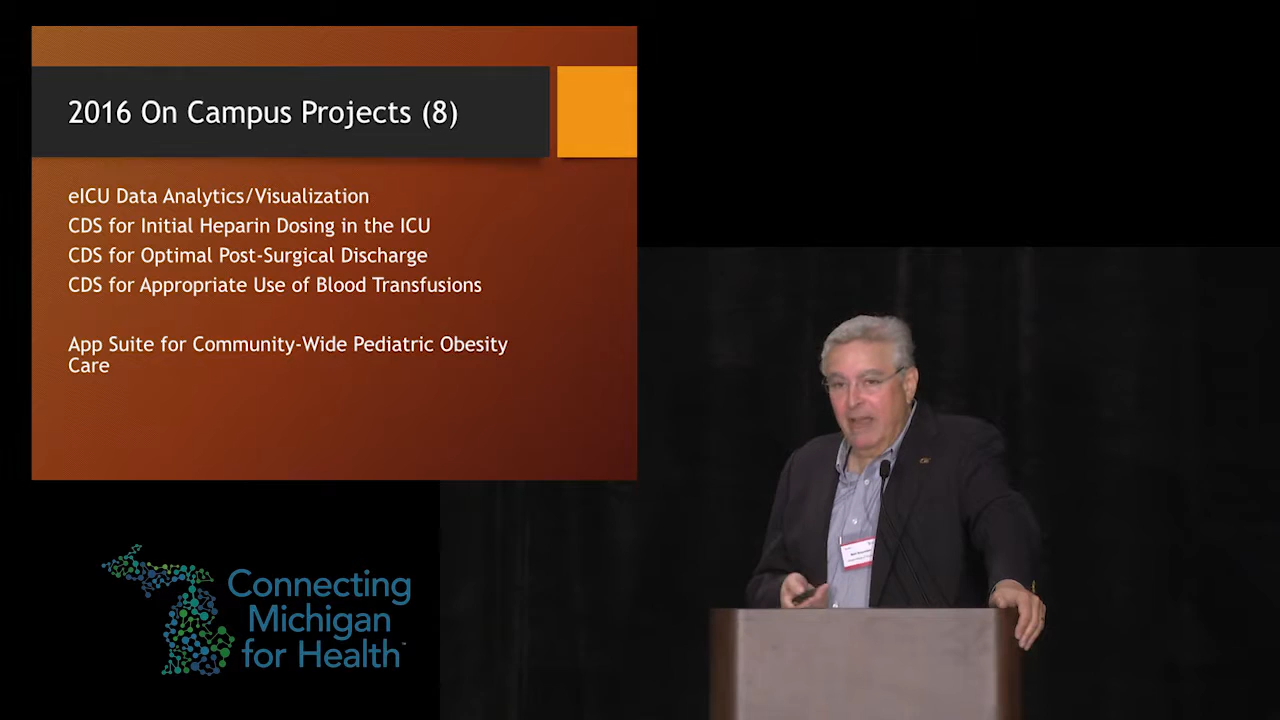 2016 On Campus Projects (8)
eICU Data Analytics/Visualization
CDS for Initial Heparin Dosing in the ICU
CDS for Optimal Post-Surgical Discharge
CDS for Appropriate Use of Blood Transfusions
App Suite for Community-Wide Pediatric Obesity
Care
Connecting
Michigan
for Health™